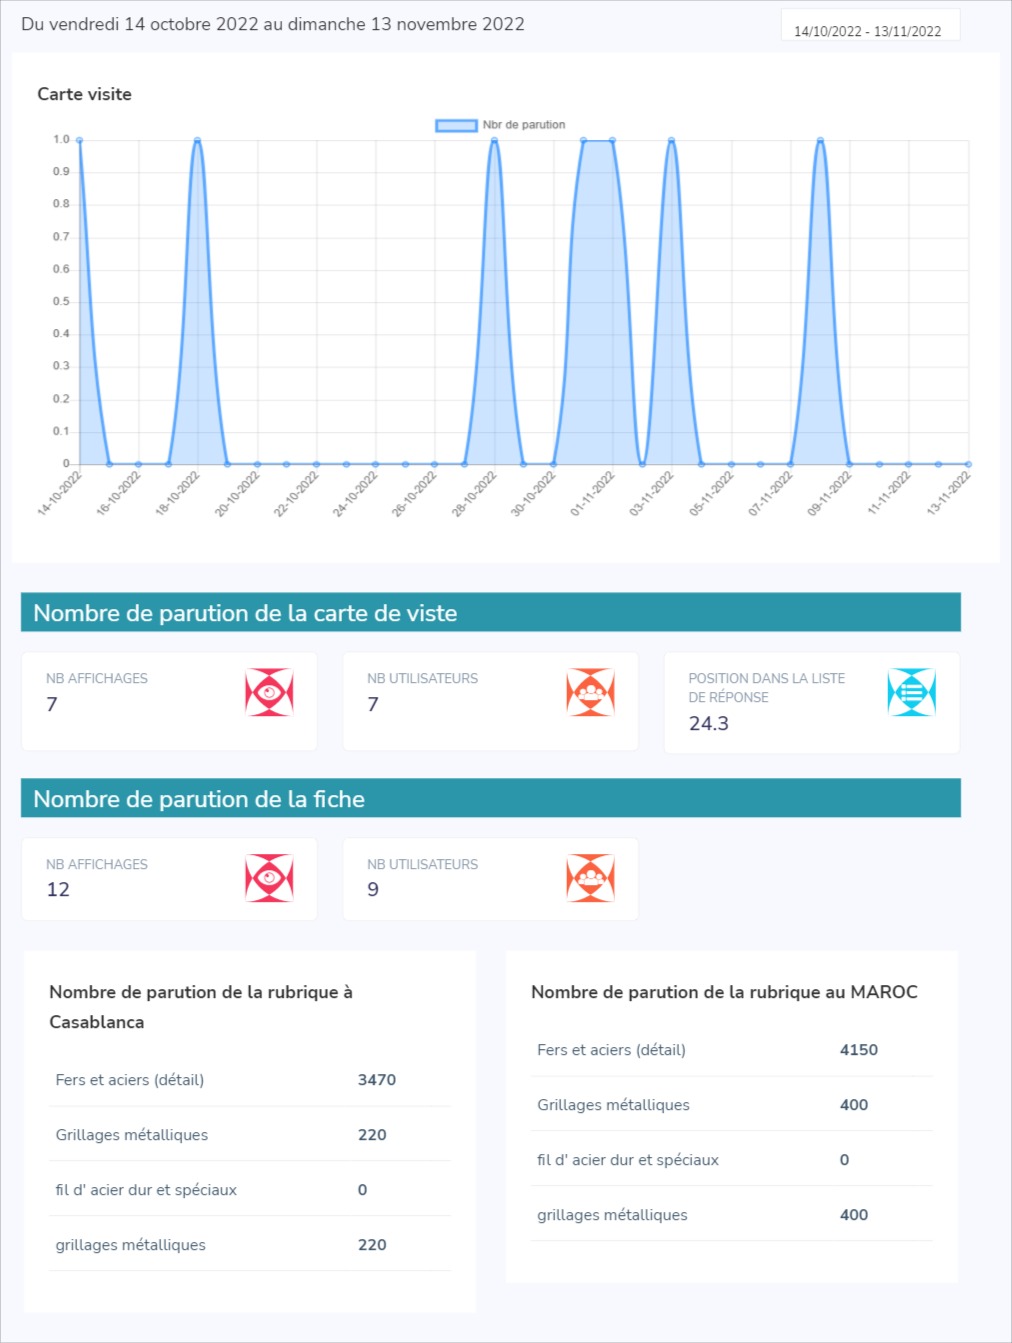 Du vendredi 14 octobre 2022 au dimanche 13 novembre 2022
14/10/2022 - 13/11/2022
Carte visite
Nbr de parution
1.0
0.9
0.8
0.7
0.6
0.5
0.4
0.3
0.2
0.1
0
14-10-2022
16-10-2022
18-10-2022
20-10-2022
22-10-2022
24-10-2022
26-10-2022
28-10-2022
30-10-2022
01-11-2022
03-11-2022
05-11-2022
07-11-2022
09-11-2022
11-11-2022
13-11-2022
Nombre de parution de la carte de viste
NB AFFICHAGES
7
NB UTILISATEURS
7
POSITION DANS LA LISTE
DE RÉPONSE
24.3
Nombre de parution de la fiche
NB AFFICHAGES
12
NB UTILISATEURS
9
Nombre de parution de la rubrique à
Casablanca
Fers et aciers (détail) 3470
Grillages métalliques 220
fil d' acier dur et spéciaux 0
grillages métalliques 220
Nombre de parution de la rubrique au MAROC
Fers et aciers (détail) 4150
Grillages métalliques 400
fil d' acier dur et spéciaux 0
grillages métalliques 400